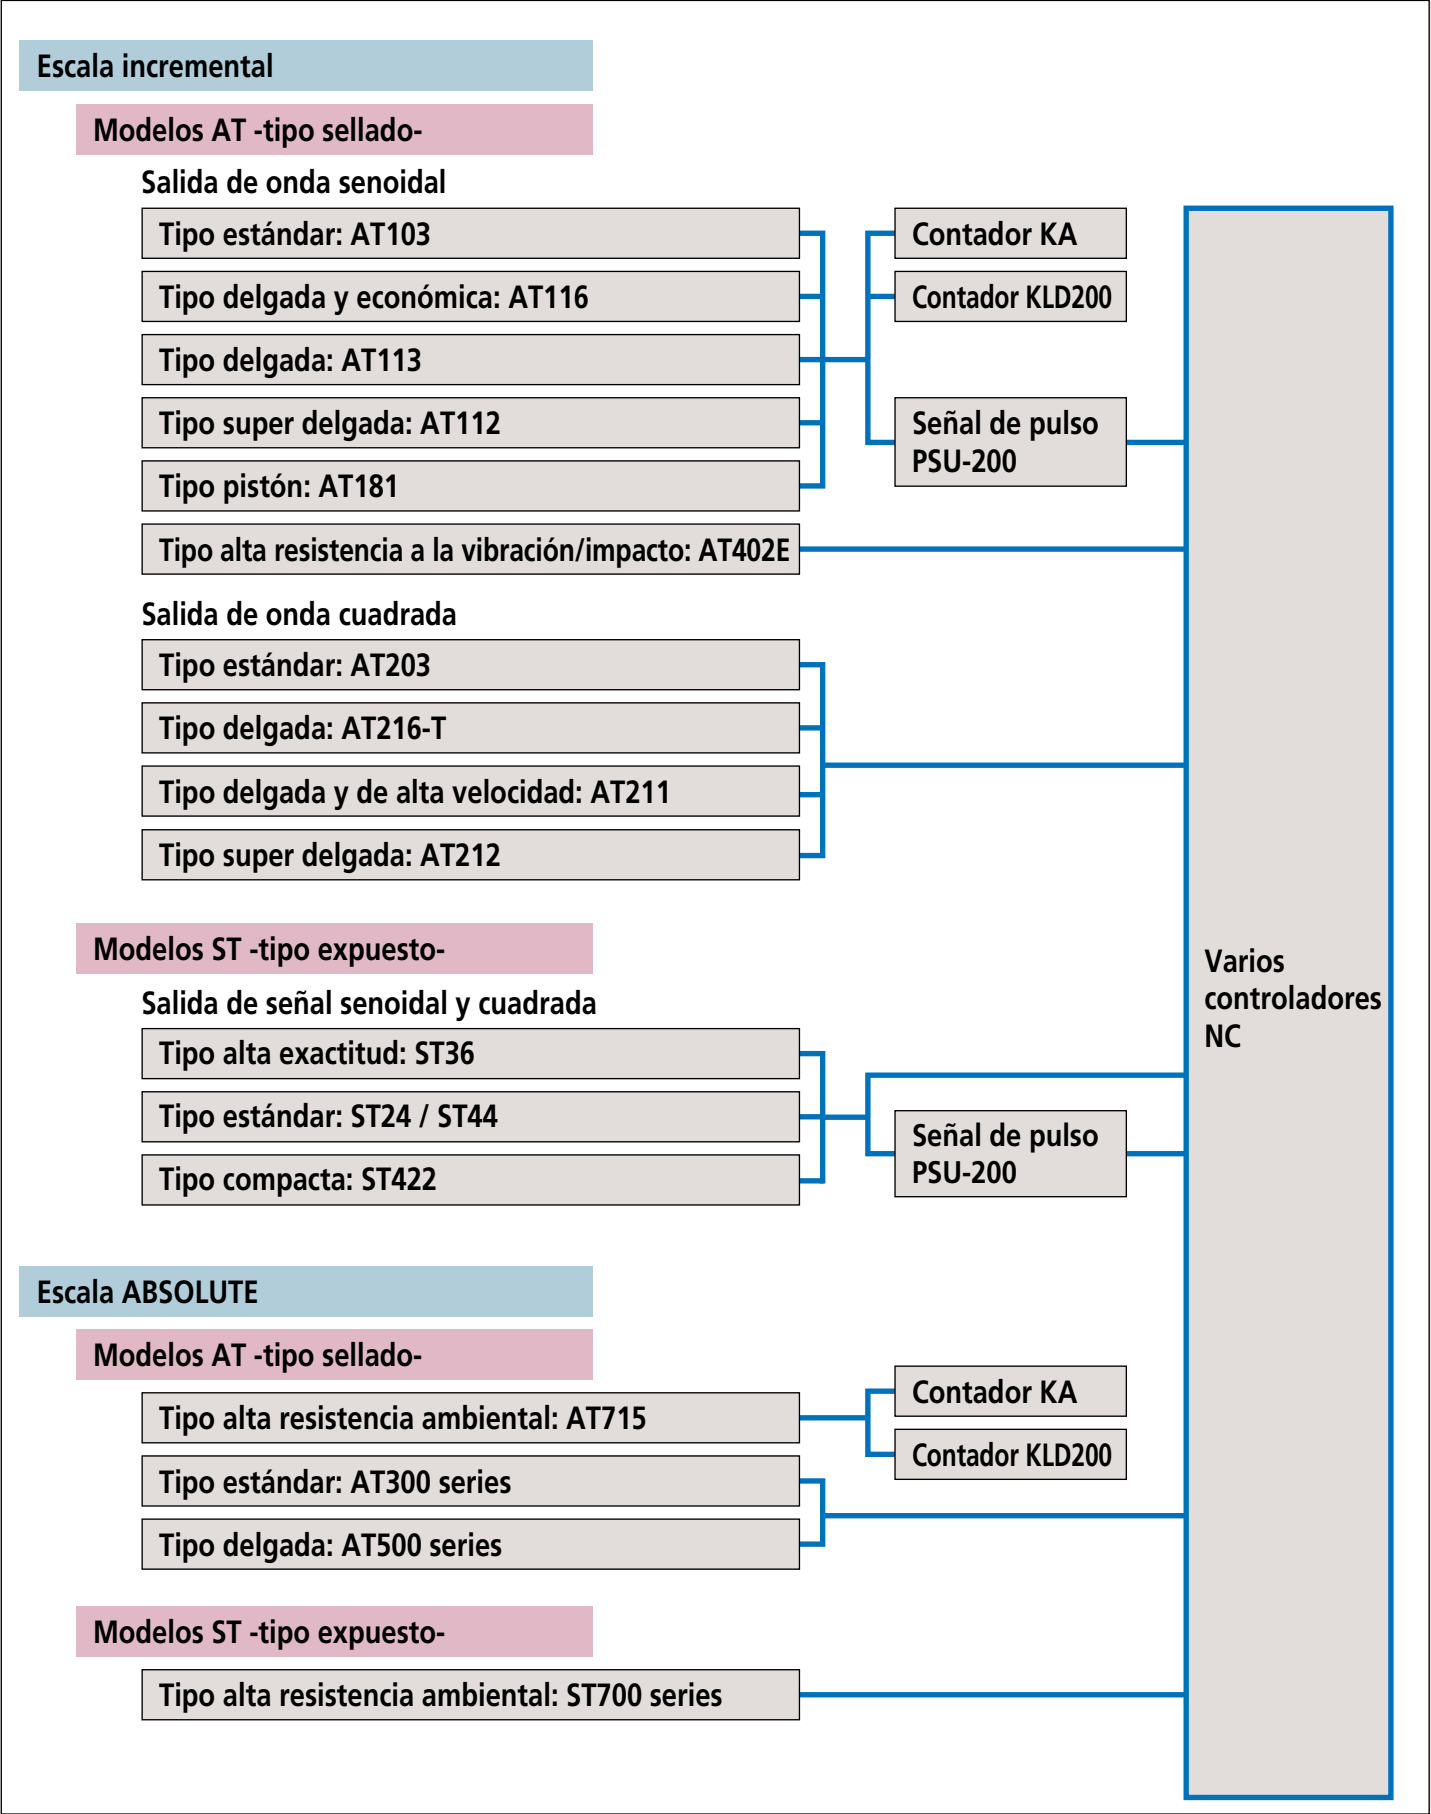 Escala incremental
Modelos AT -tipo sellado-
Salida de onda senoidal
Tipo estándar: AT103
Tipo delgada y económica: AT116
Tipo delgada: AT113
Tipo super delgada: AT112
Tipo pistón: AT181
Tipo alta resistencia a la vibración/impacto: AT402E
Contador KA
Contador KLD200
Señal de pulso
PSU-200
Salida de onda cuadrada
Tipo estándar: AT203
Tipo delgada: AT216-T
Tipo delgada y de alta velocidad: AT211
Tipo super delgada: AT212
Modelos ST -tipo expuesto-
Salida de señal senoidal y cuadrada
Tipo alta exactitud: ST36
Tipo estándar: ST24 / ST44
Tipo compacta: ST422
Señal de pulso
PSU-200
Varios
controladores
NC
Escala ABSOLUTE
Modelos AT -tipo sellado-
Tipo alta resistencia ambiental: AT715
Tipo estándar: AT300 series
Tipo delgada: AT500 series
Contador KA
Contador KLD200
Modelos ST -tipo expuesto-
Tipo alta resistencia ambiental: ST700 series